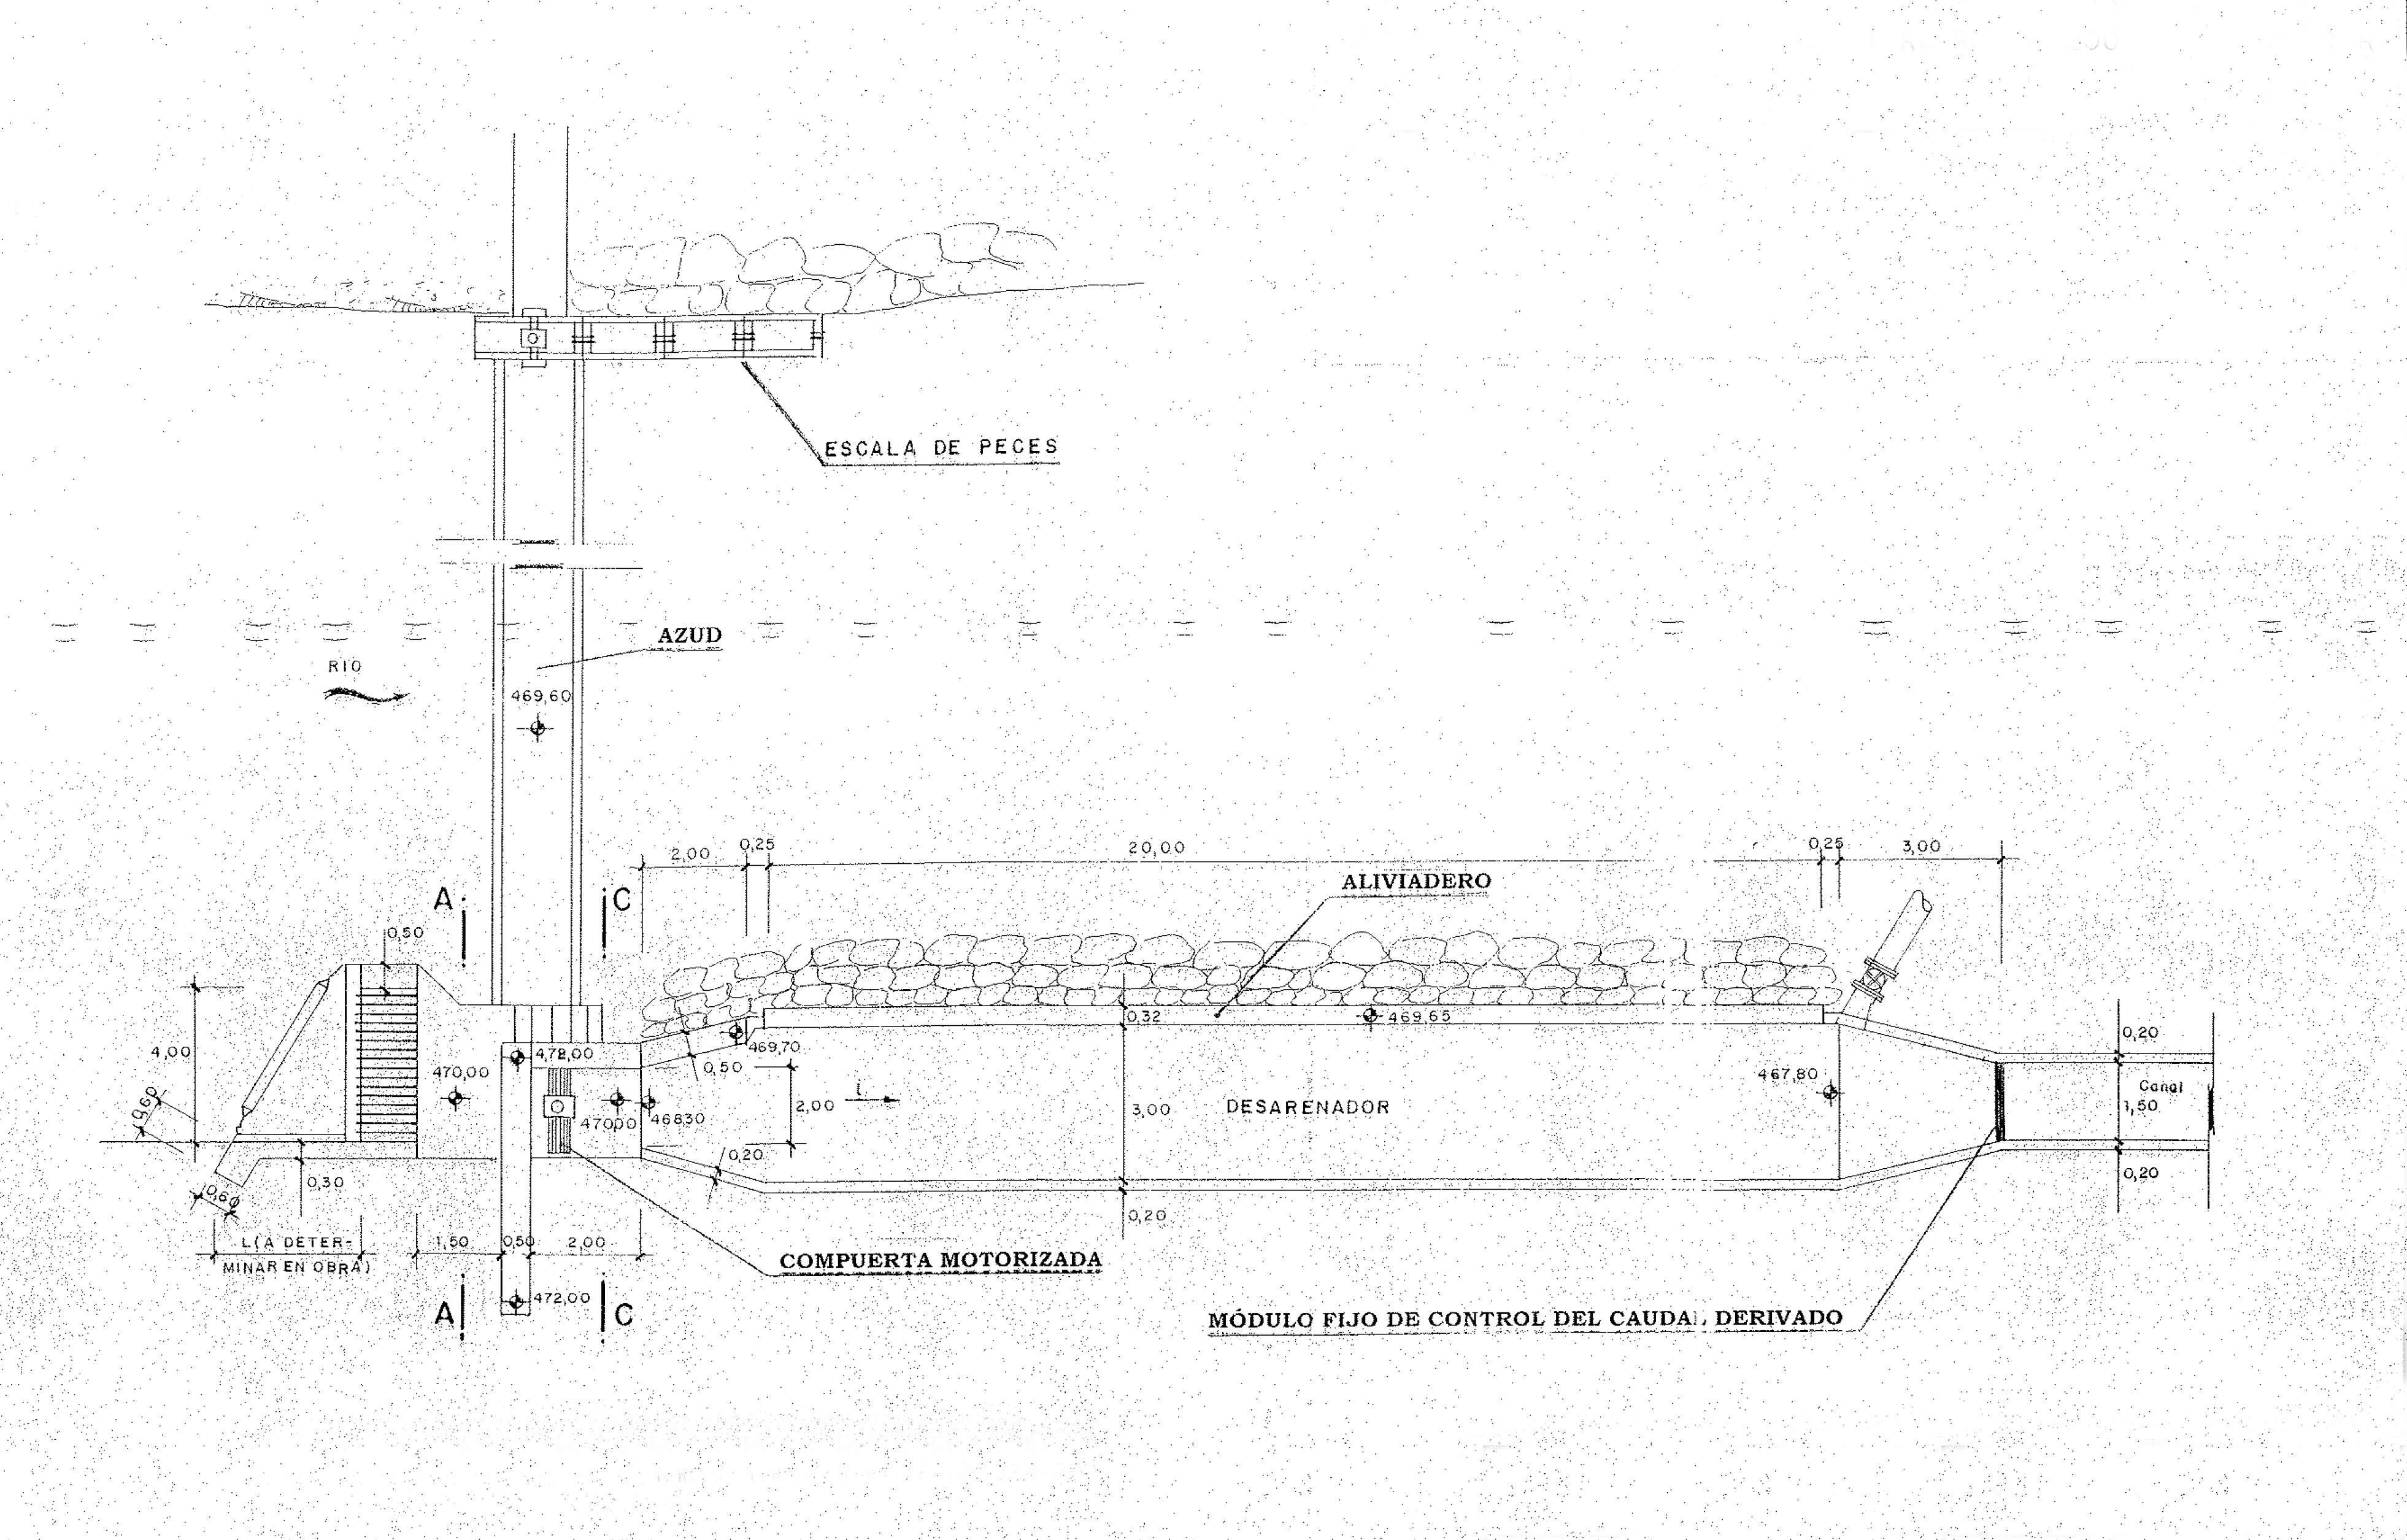 ESCALA DE PECES
AZUD
RIO
469,60
2,00
0,25
20,00
0,25
3,00
ALIVIADERO
A
C
0,50
4,00
0,60
0,60
0,30
470,00
472,00
470,00
468,30
469,70
0,50
2,00
L
0,32
469,65
3,00
DESARENADOR
467,80
0,20
Canal
1,50
0,20
0,20
0,20
L(A DETER-
MINAR EN OBRA)
1,50
0,50
2,00
COMPUERTA MOTORIZADA
472,00
A
C
MÓDULO FIJO DE CONTROL DEL CAUDAL DERIVADO